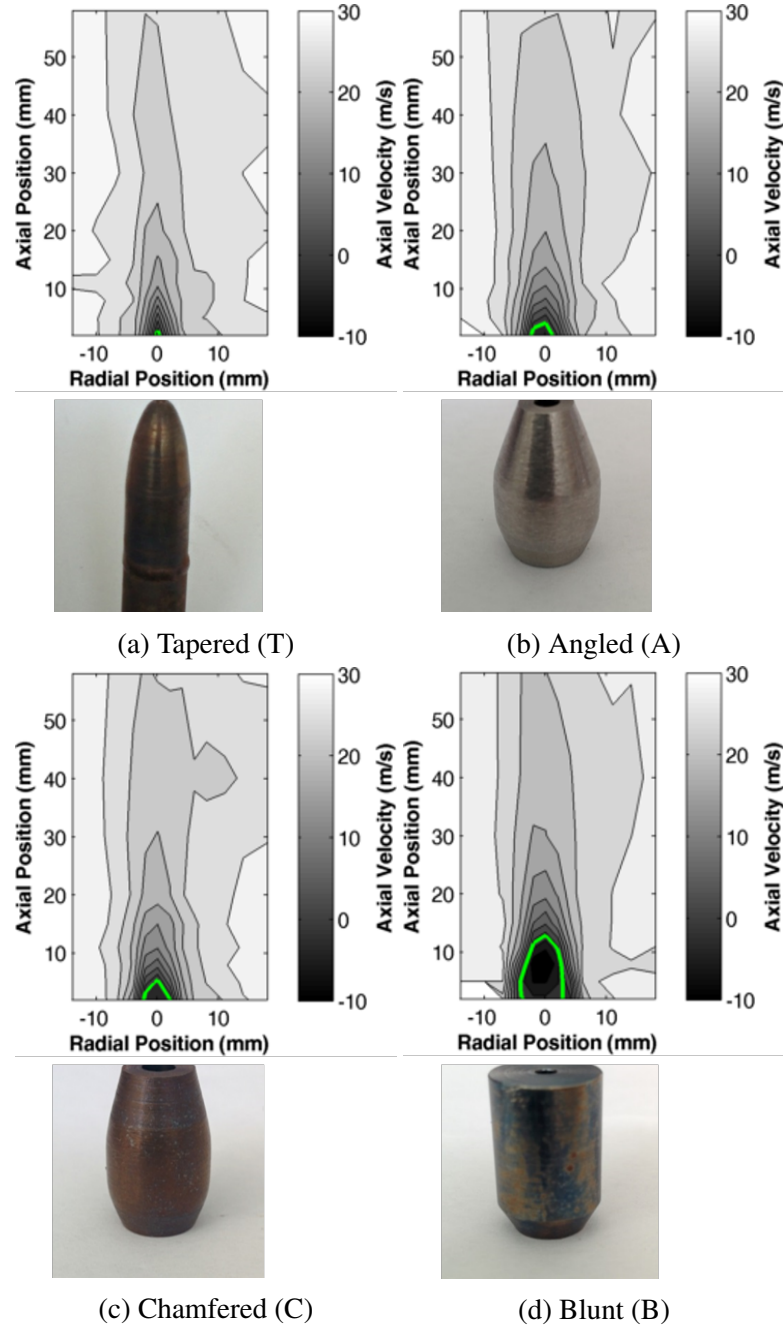 50
40
30
20
10
Axial Position (mm)
-10 0 10
Radial Position (mm)
30
20
10
0
-10
Axial Velocity (m/s)
50
40
30
20
10
Axial Position (mm)
-10 0 10
Radial Position (mm)
30
20
10
0
-10
Axial Velocity (m/s)
(a) Tapered (T)
(b) Angled (A)
50
40
30
20
10
Axial Position (mm)
-10 0 10
Radial Position (mm)
30
20
10
0
-10
Axial Velocity (m/s)
50
40
30
20
10
Axial Position (mm)
-10 0 10
Radial Position (mm)
30
20
10
0
-10
Axial Velocity (m/s)
(c) Chamfered (C)
(d) Blunt (B)